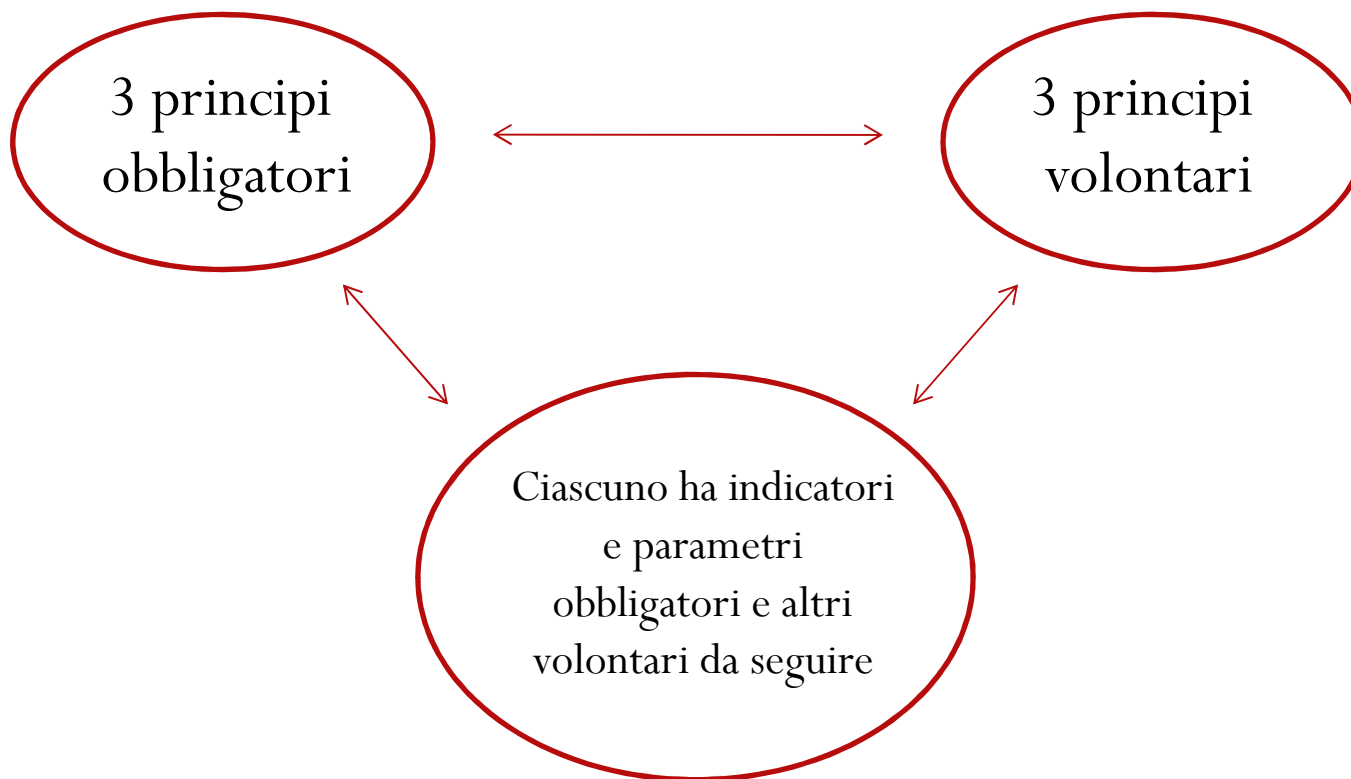 3 principi
obbligatori
3 principi
volontari
Ciascuno ha indicatori
e parametri
obbligatori e altri
volontari da seguire